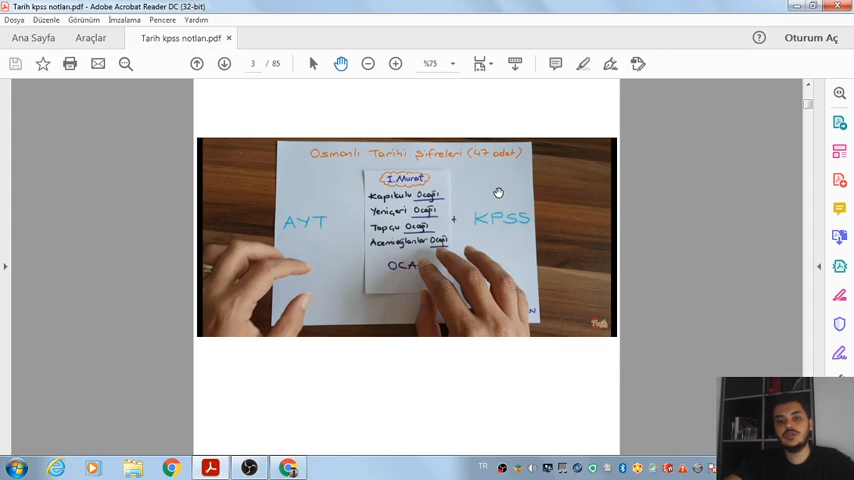 Tarih kpss notları.pdf - Adobe Acrobat Reader DC (32-bit)
Dosya Düzenle Görünüm İmzalama Pencere Yardım
Ana Sayfa Araçlar Tarih kpss notları.pdf × Oturum Aç
3 / 85 %75
Osmanlı Tarihi Şifreleri (47 adet)
I. Murat
Kapıkulu Ocağı
Yeniçeri Ocağı
AYT + KPSS
Topçu Ocağı
Acemioğlanlar Ocağı
TR